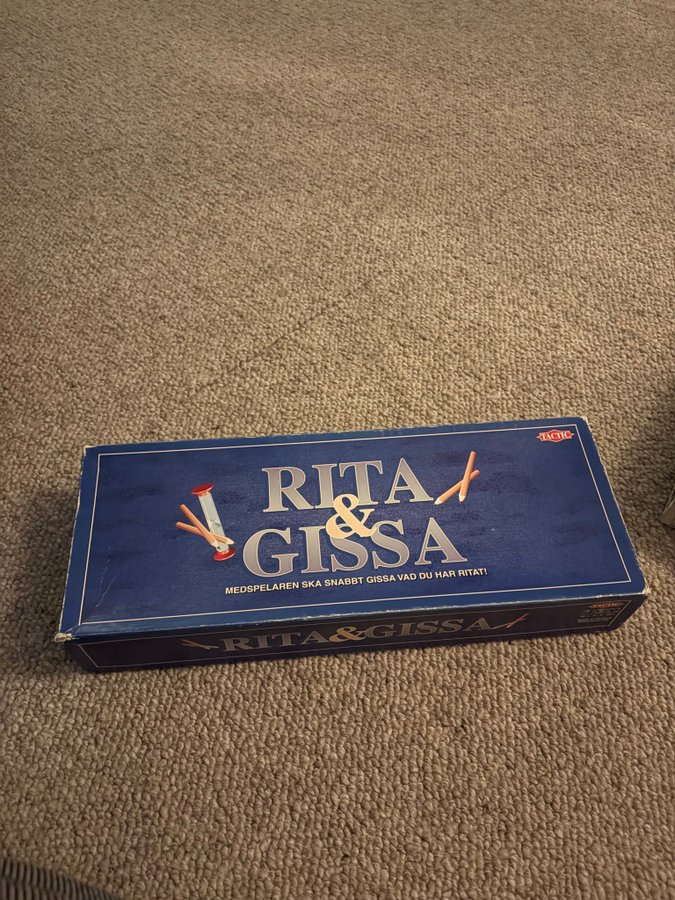 TACTIC
RITA
&
GISSA
MEDSPELAREN SKA SNABBT GISSA VAD DU HAR RITAT!
RITA&GISSA
TACTIC